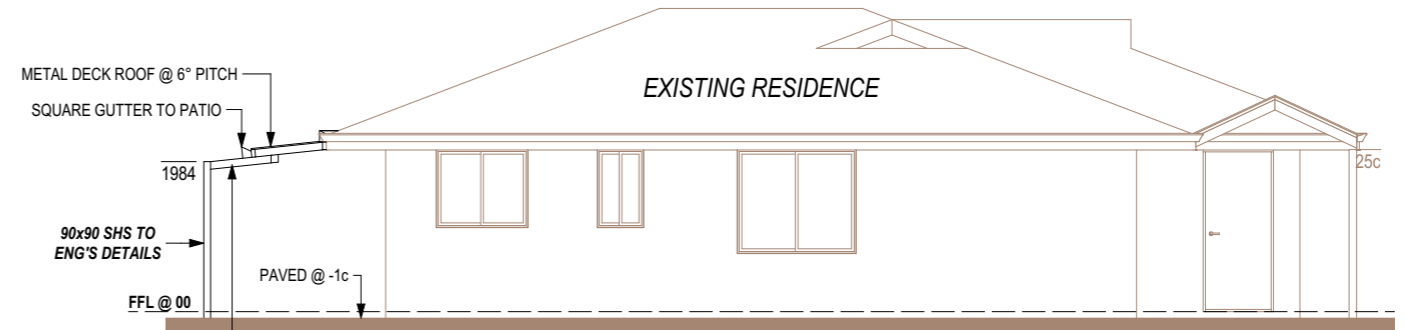 METAL DECK ROOF @ 6° PITCH
SQUARE GUTTER TO PATIO
EXISTING RESIDENCE
1984
25c
90x90 SHS TO
ENG'S DETAILS
PAVED @ -1c
FFL @ 00